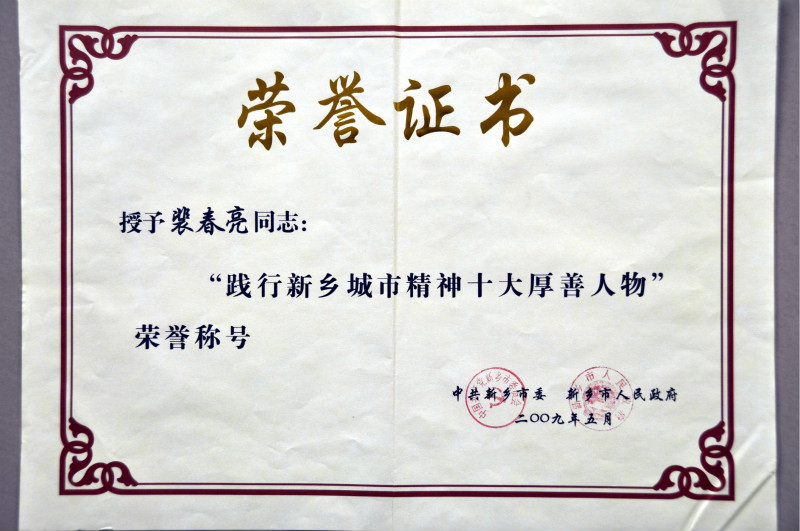 荣誉证书
授予裴春亮同志：
“践行新乡城市精神十大厚善人物”
荣誉称号
中共新乡市委 新乡市人民政府
二〇〇九年五月